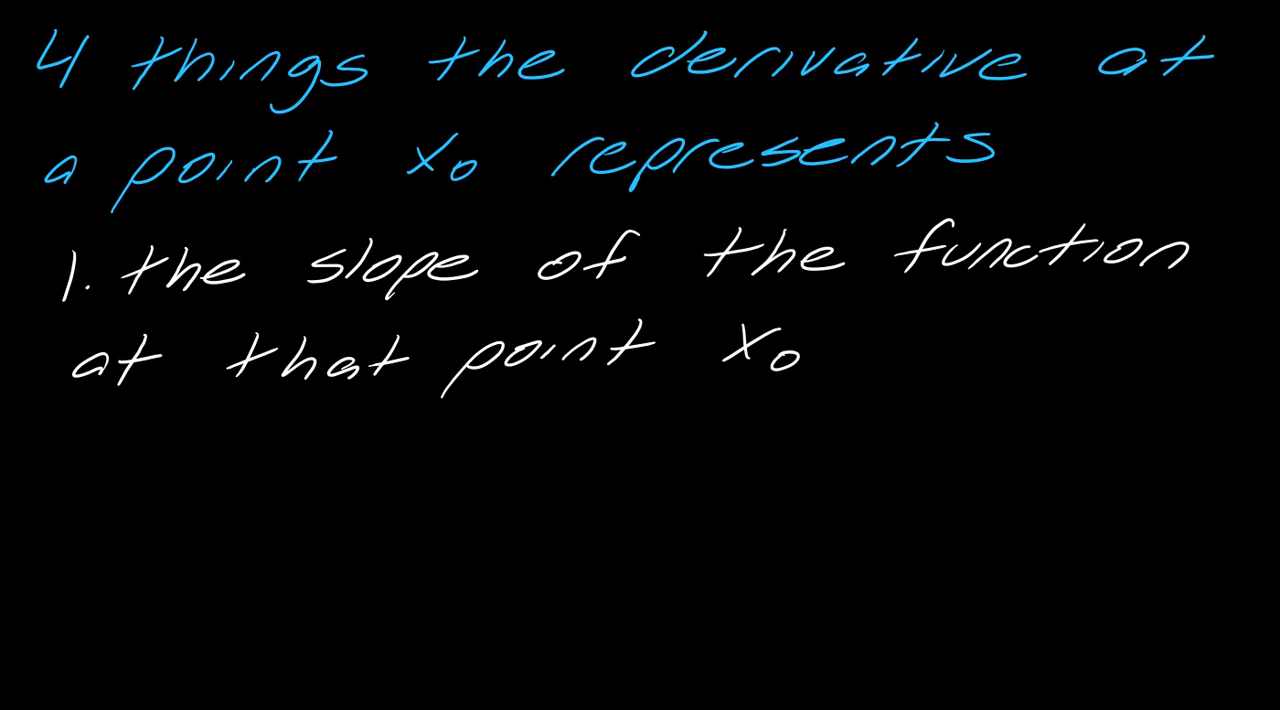 4 things the derivative at
a point x₀ represents
1. the slope of the function
at that point x₀